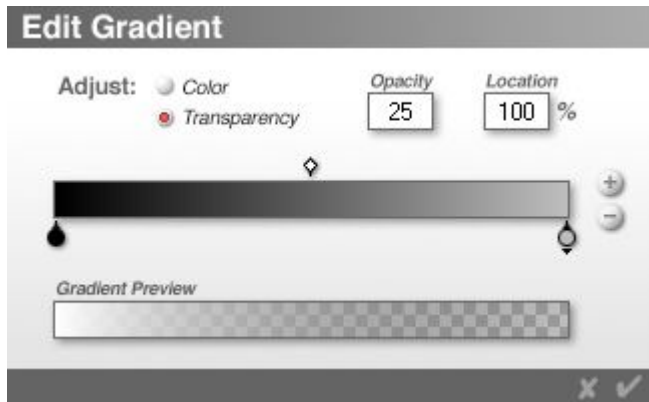 Edit Gradient
Adjust: Color Opacity Location
Transparency 25 100 %
Gradient Preview